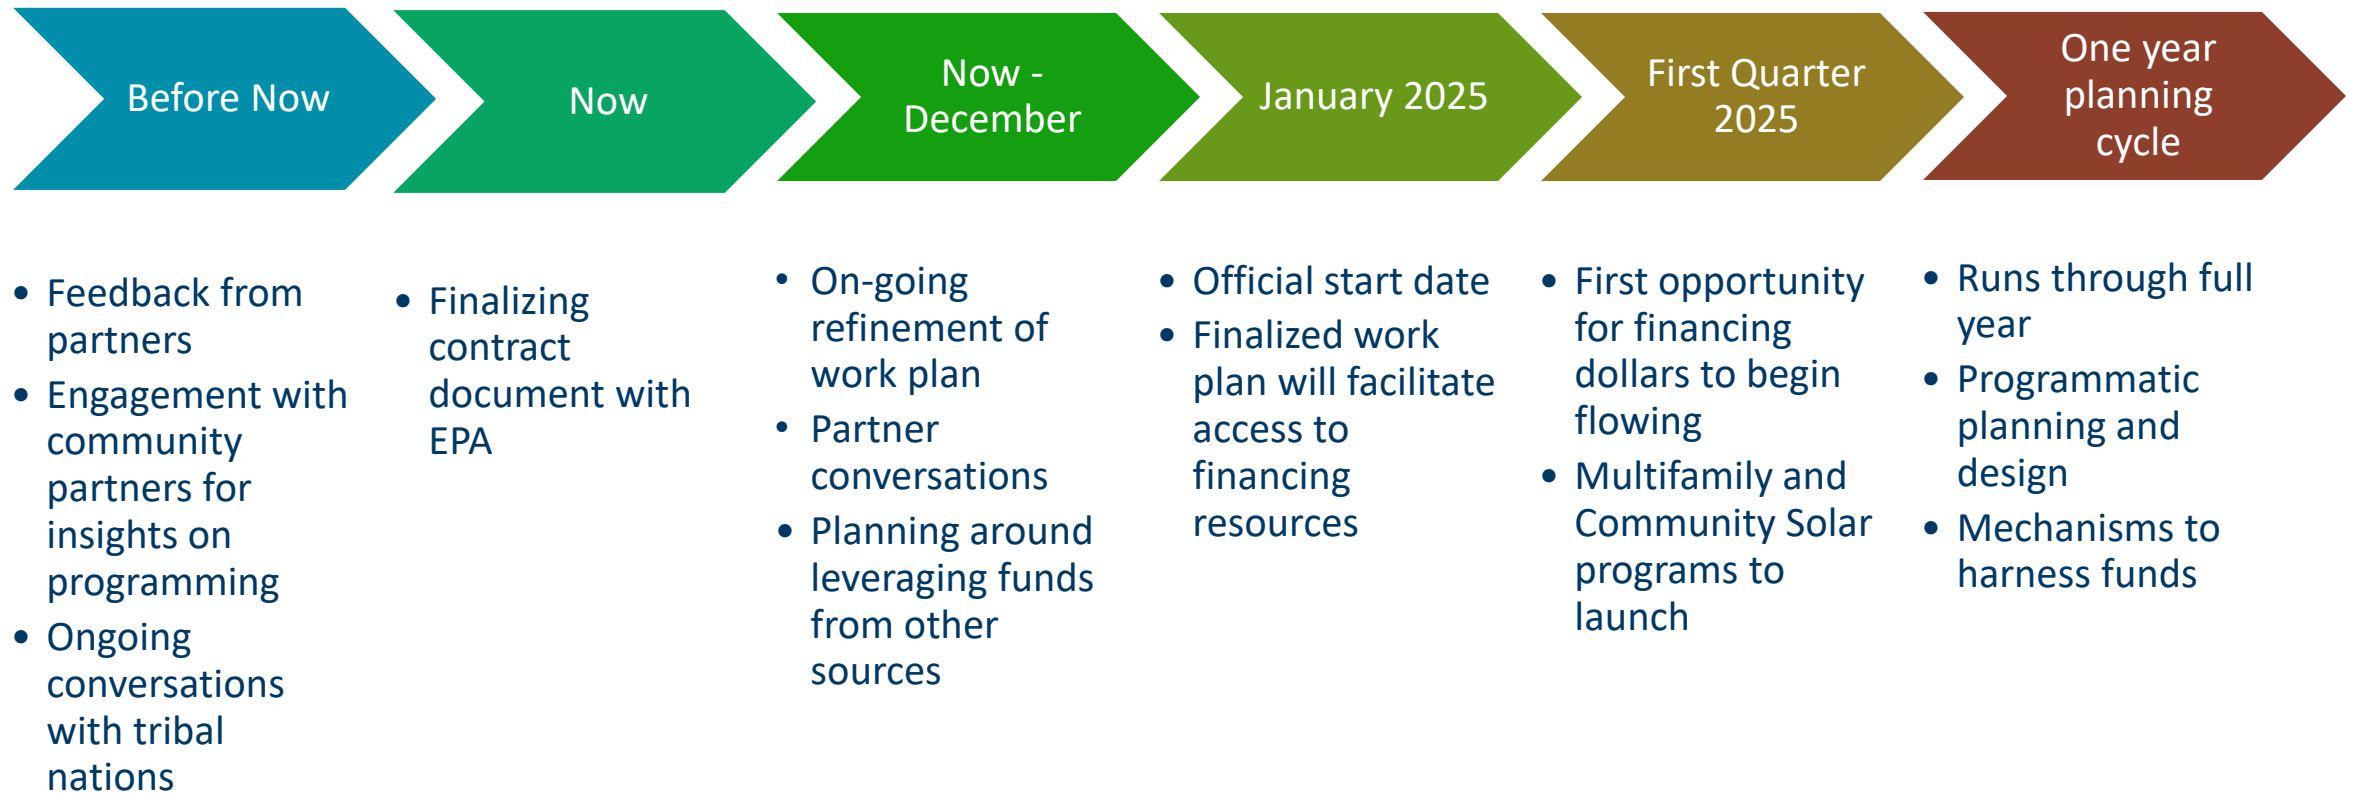 Before Now
Now
Now -
December
January 2025
First Quarter
2025
One year
planning
cycle
• Feedback from
partners
• Engagement with
community
partners for
insights on
programming
• Ongoing
conversations
with tribal
nations
• Finalizing
contract
document with
EPA
• On-going
refinement of
work plan
• Partner
conversations
• Planning around
leveraging funds
from other
sources
• Official start date
• Finalized work
plan will facilitate
access to
financing
resources
• First opportunity
for financing
dollars to begin
flowing
• Multifamily and
Community Solar
programs to
launch
• Runs through full
year
• Programmatic
planning and
design
• Mechanisms to
harness funds